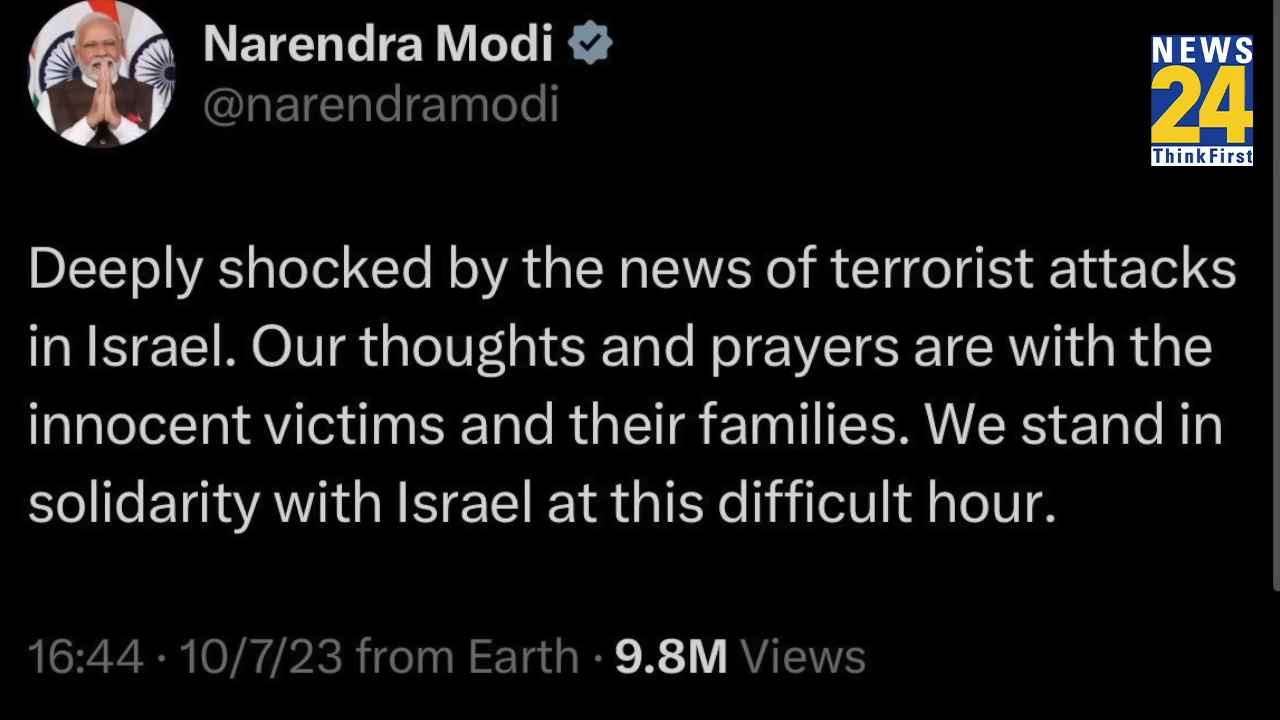 Narendra Modi
@narendramodi
NEWS
24
ThinkFirst
Deeply shocked by the news of terrorist attacks
in Israel. Our thoughts and prayers are with the
innocent victims and their families. We stand in
solidarity with Israel at this difficult hour.
16:44 · 10/7/23 from Earth · 9.8M Views